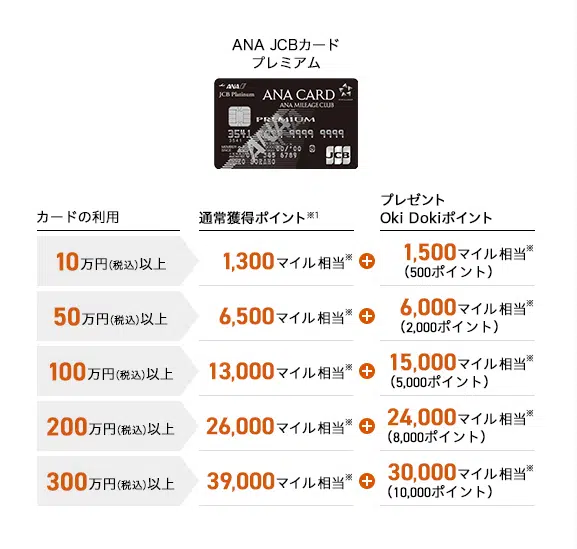 ANA JCBカード
プレミアム
ANA
JCB Platinum
ANA CARD
ANA MILEAGE CLUB
PREMIUM
3541 9999 9999
3541
00/00
365 6789
JCB
カードの利用
通常獲得ポイント※1
プレゼント
Oki Dokiポイント
10万円(税込)以上
1,300マイル相当※
+
1,500マイル相当※
(500ポイント)
50万円(税込)以上
6,500マイル相当※
+
6,000マイル相当※
(2,000ポイント)
100万円(税込)以上
13,000マイル相当※
+
15,000マイル相当※
(5,000ポイント)
200万円(税込)以上
26,000マイル相当※
+
24,000マイル相当※
(8,000ポイント)
300万円(税込)以上
39,000マイル相当※
+
30,000マイル相当※
(10,000ポイント)